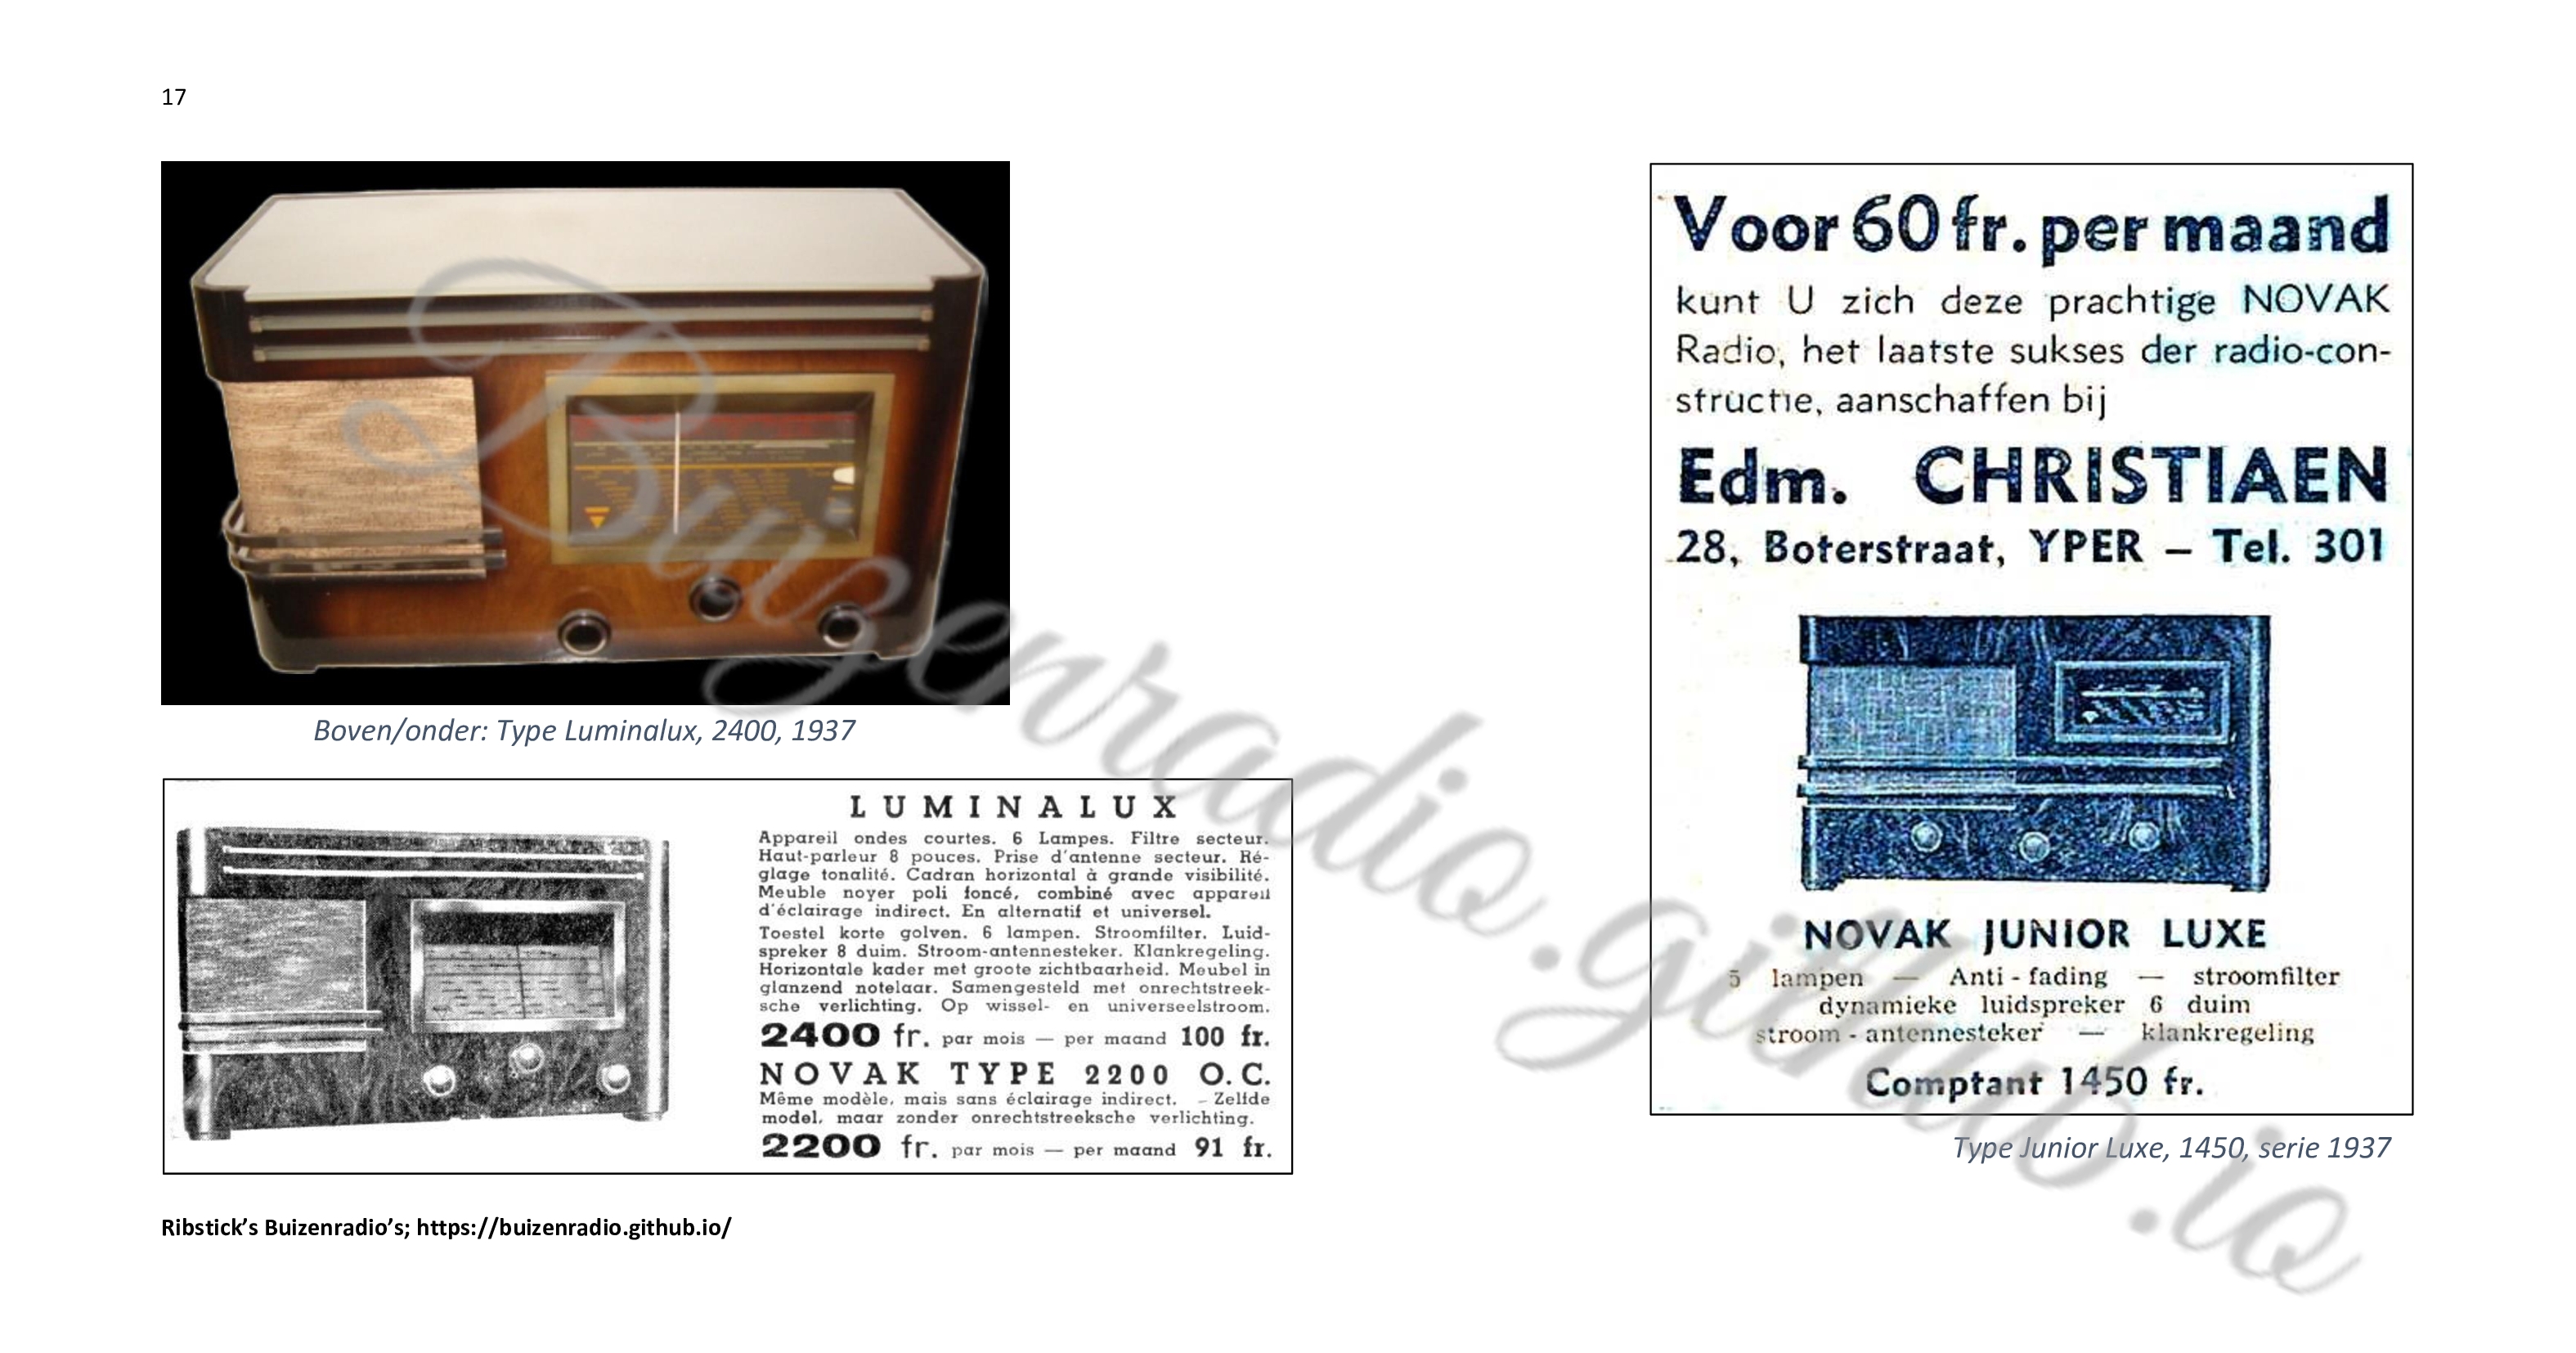 17
Boven/onder: Type Luminalux, 2400, 1937
LUMINALUX
Appareil ondes courtes. 6 Lampes. Filtre secteur.
Haut-parleur 8 pouces. Prise d'antenne secteur. Ré-
glage tonalité. Cadran horizontal à grande visibilité.
Meuble noyer poli foncé, combiné avec appareil
d'éclairage indirect. En alternatif et universel.
Toestel korte golven. 6 lampen. Stroomfilter. Luid-
spreker 8 duim. Stroom-antennesteker. Klankregeling.
Horizontale kader met groote zichtbaarheid. Meubel in
glanzend notelaar. Samengesteld met onrechtstreek-
sche verlichting. Op wissel- en universeelstroom.
2400 fr. par mois — per maand 100 fr.
NOVAK TYPE 2200 O.C.
Même modèle, mais sans éclairage indirect. – Zelfde
model, maar zonder onrechtstreeksche verlichting.
2200 fr. par mois — per maand 91 fr.
Voor 60 fr. per maand
kunt U zich deze prachtige NOVAK
Radio, het laatste sukses der radio-con-
structie, aanschaffen bij
Edm. CHRISTIAEN
28, Boterstraat, YPER – Tel. 301
NOVAK JUNIOR LUXE
5 lampen — Anti-fading — stroomfilter
dynamieke luidspreker 6 duim
stroom-antennesteker — klankregeling
Comptant 1450 fr.
Type Junior Luxe, 1450, serie 1937
Ribstick's Buizenradio's; https://buizenradio.github.io/
Buizenradio.github.io